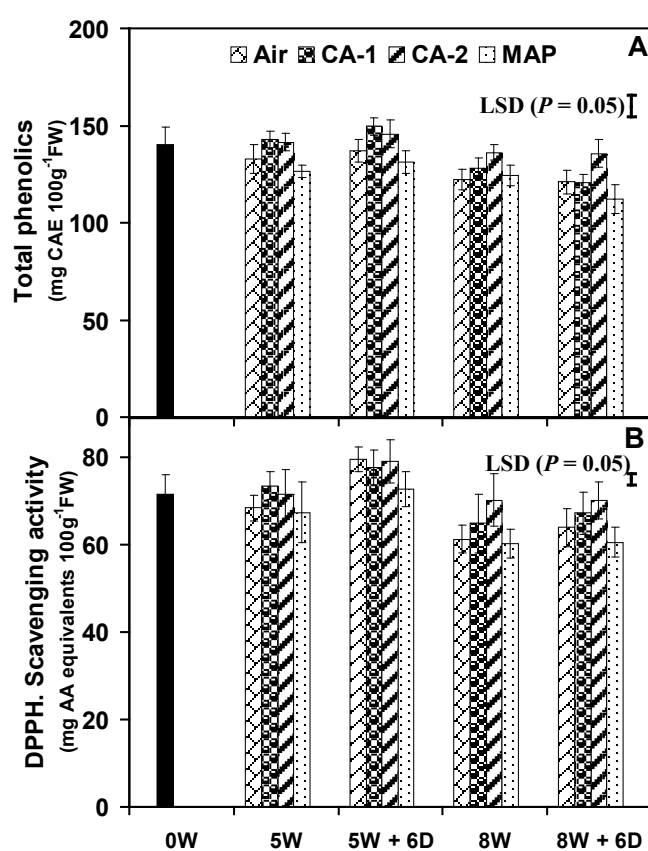 200
A
Air CA-1 CA-2 MAP
LSD (P = 0.05)
150
100
50
0
Total phenolics
(mg CAE 100g-1FW)
B
80
LSD (P = 0.05)
60
40
20
0
DPPH. Scavenging activity
(mg AA equivalents 100g-1FW)
0W 5W 5W + 6D 8W 8W + 6D